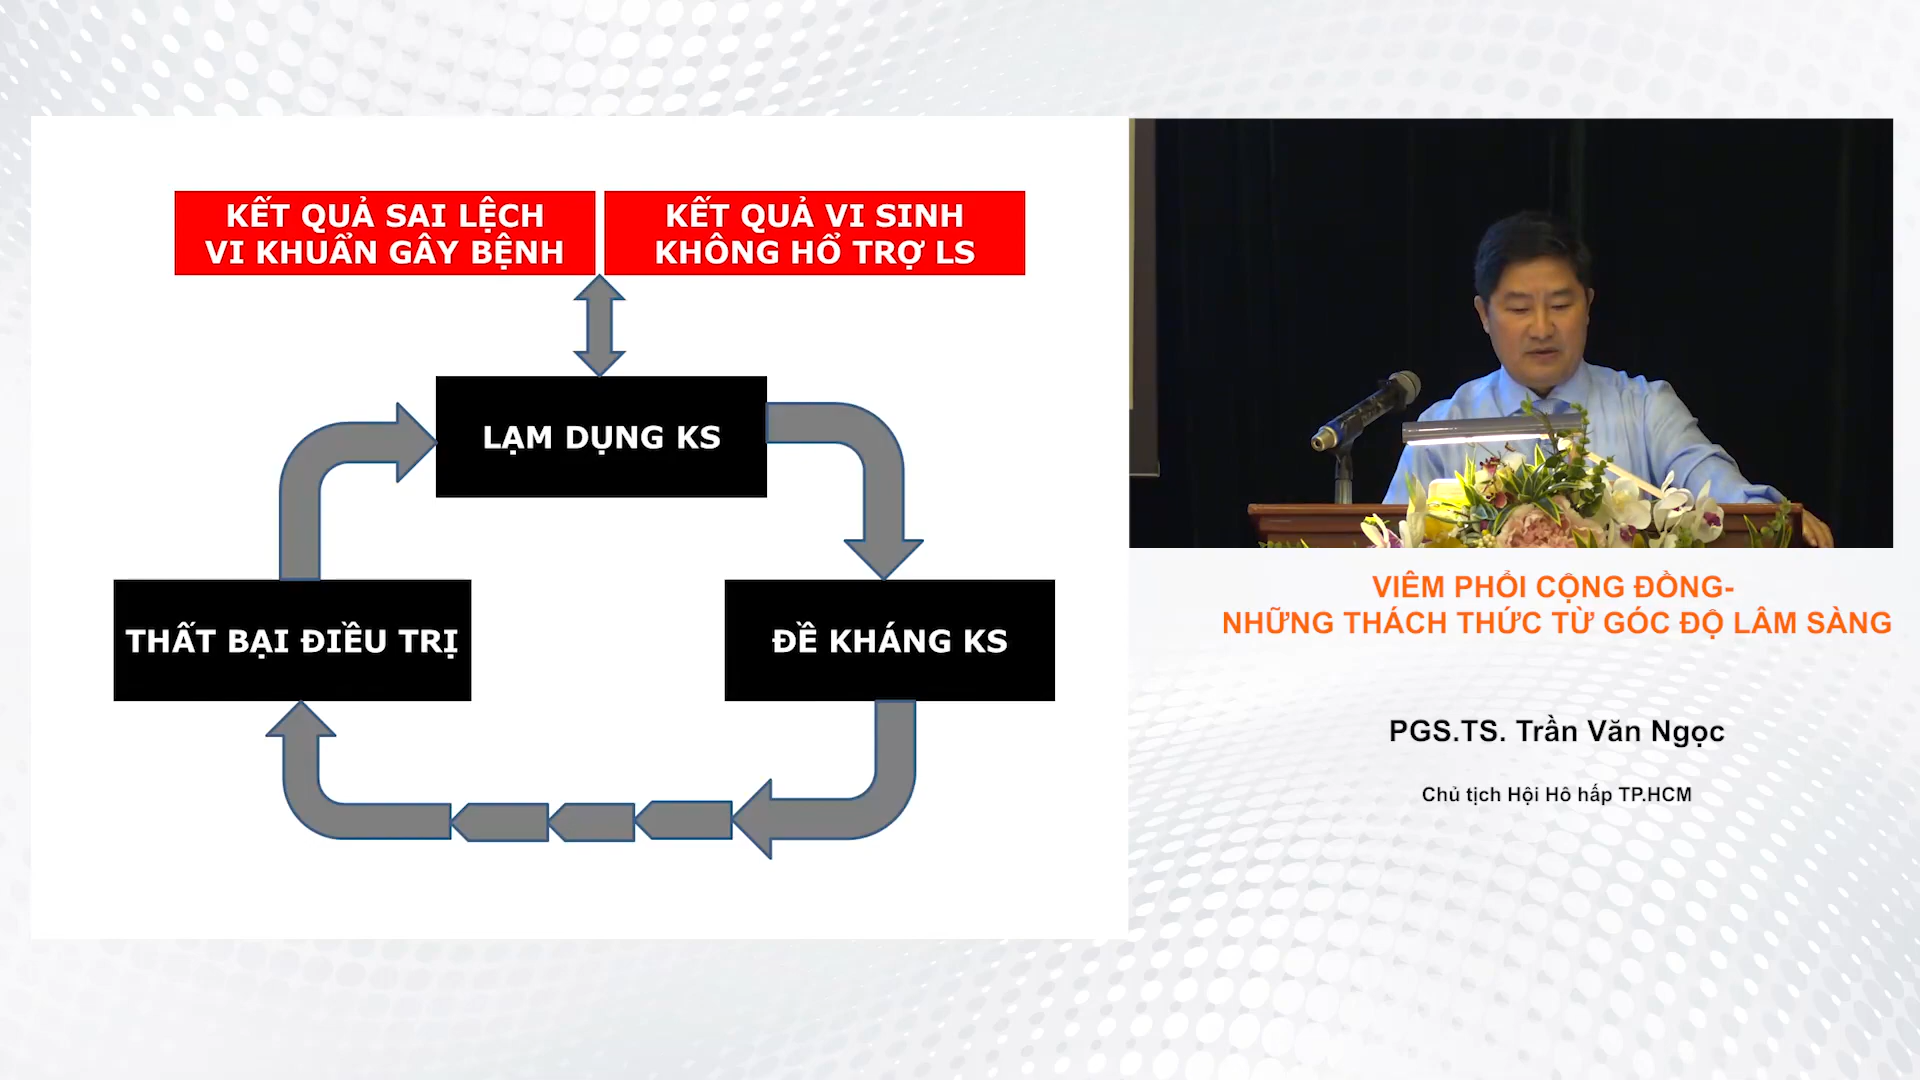 KẾT QUẢ SAI LỆCH
VI KHUẨN GÂY BỆNH
KẾT QUẢ VI SINH
KHÔNG HỔ TRỢ LS
LẠM DỤNG KS
THẤT BẠI ĐIỀU TRỊ
ĐỀ KHÁNG KS
VIÊM PHỔI CỘNG ĐỒNG-
NHỮNG THÁCH THỨC TỪ GÓC ĐỘ LÂM SÀNG
PGS.TS. Trần Văn Ngọc
Chủ tịch Hội Hô hấp TP.HCM